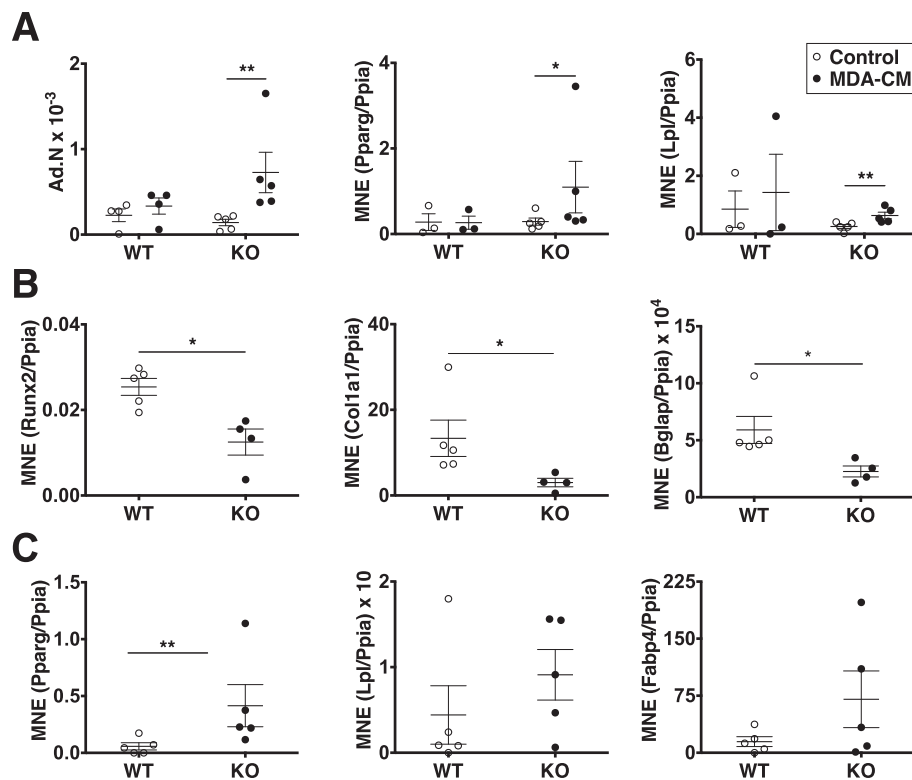 A
Ad.N x 10-3
2
1
0
**
WT
KO
MNE (Pparg/Ppia)
4
2
0
*
WT
KO
MNE (Lpl/Ppia)
6
4
2
0
**
WT
KO
Control
MDA-CM
B
MNE (Runx2/Ppia)
0.04
0.02
0.00
*
WT
KO
MNE (Col1a1/Ppia)
40
20
0
*
WT
KO
MNE (Bglap/Ppia) x 104
15
10
5
0
*
WT
KO
C
MNE (Pparg/Ppia)
1.5
1.0
0.5
0.0
**
WT
KO
MNE (Lpl/Ppia) x 10
2
1
0
WT
KO
MNE (Fabp4/Ppia)
225
150
75
0
WT
KO